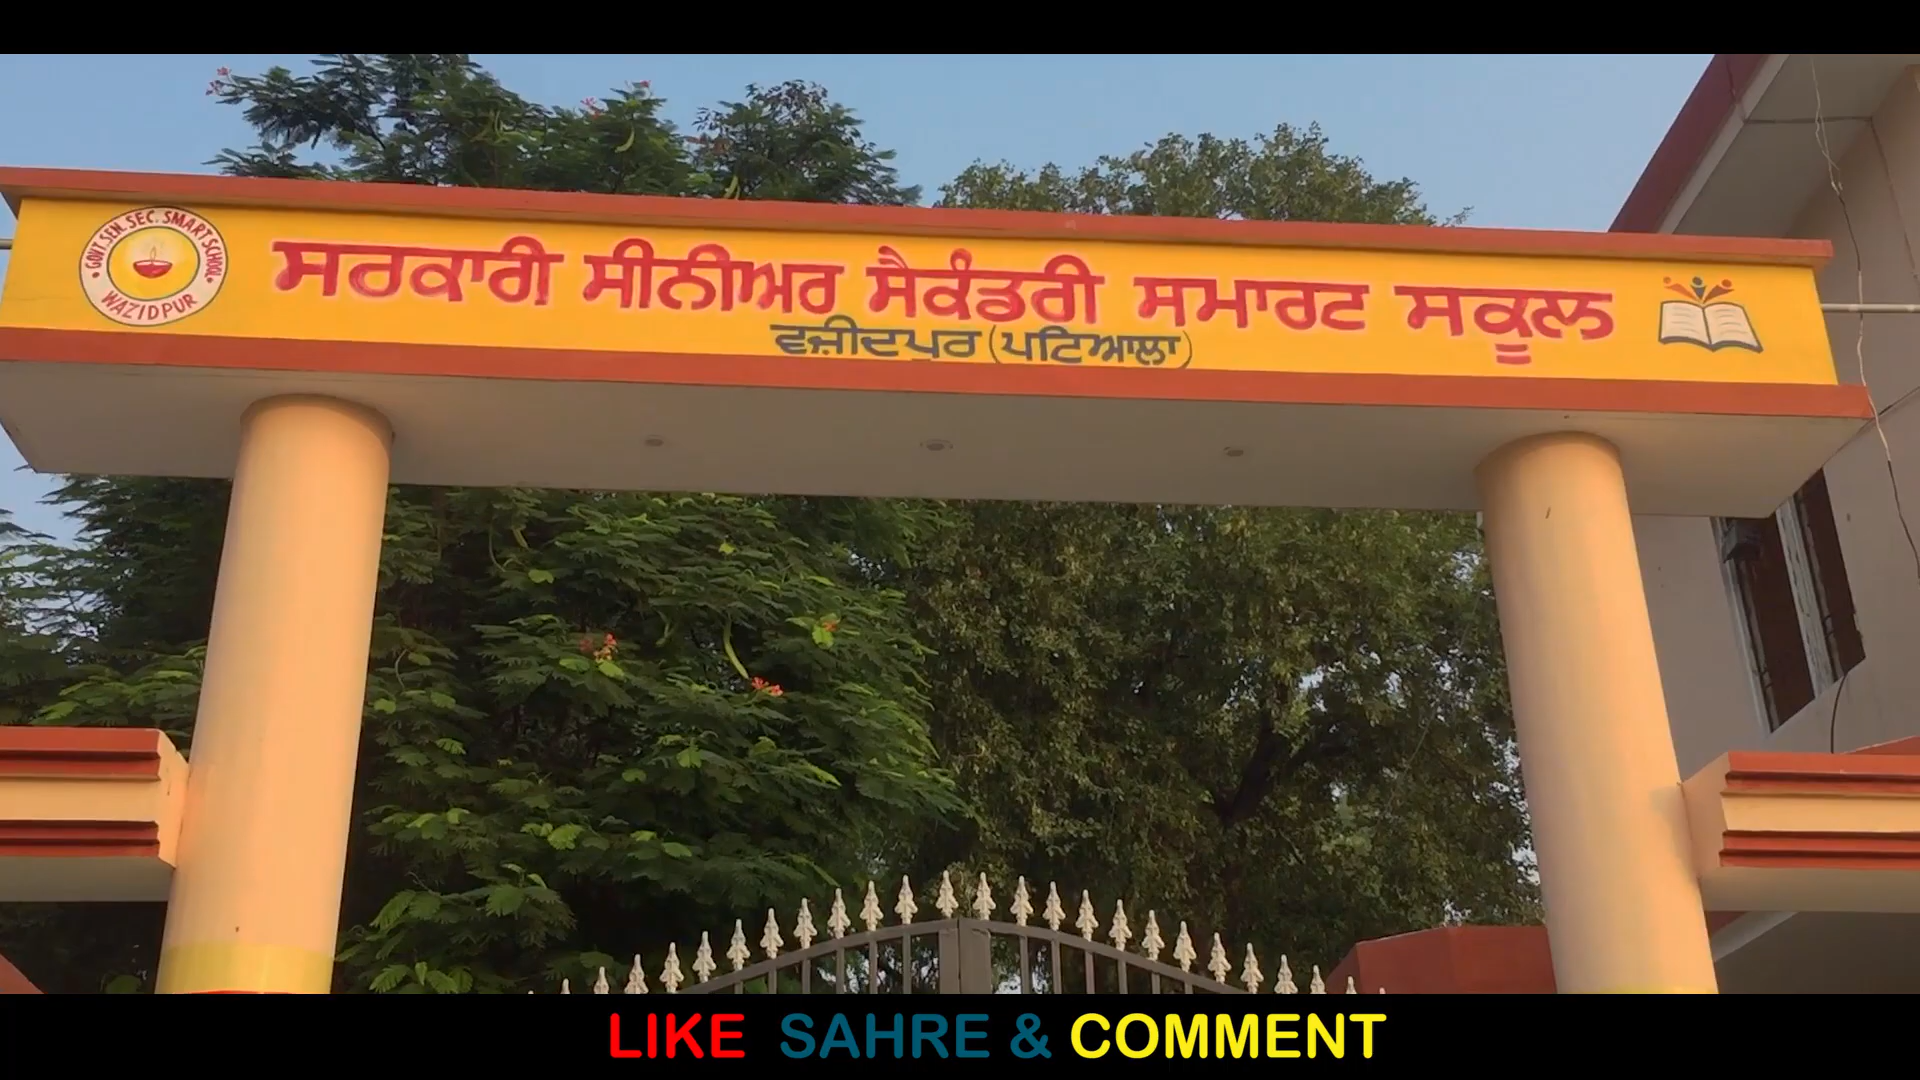 GOVT. SEN. SEC. SMART SCHOOL
WAZIDPUR
ਸਰਕਾਰੀ ਸੀਨੀਅਰ ਸੈਕੰਡਰੀ ਸਮਾਰਟ ਸਕੂਲ
ਵਜ਼ੀਦਪੁਰ (ਪਟਿਆਲਾ)
LIKE SAHRE & COMMENT